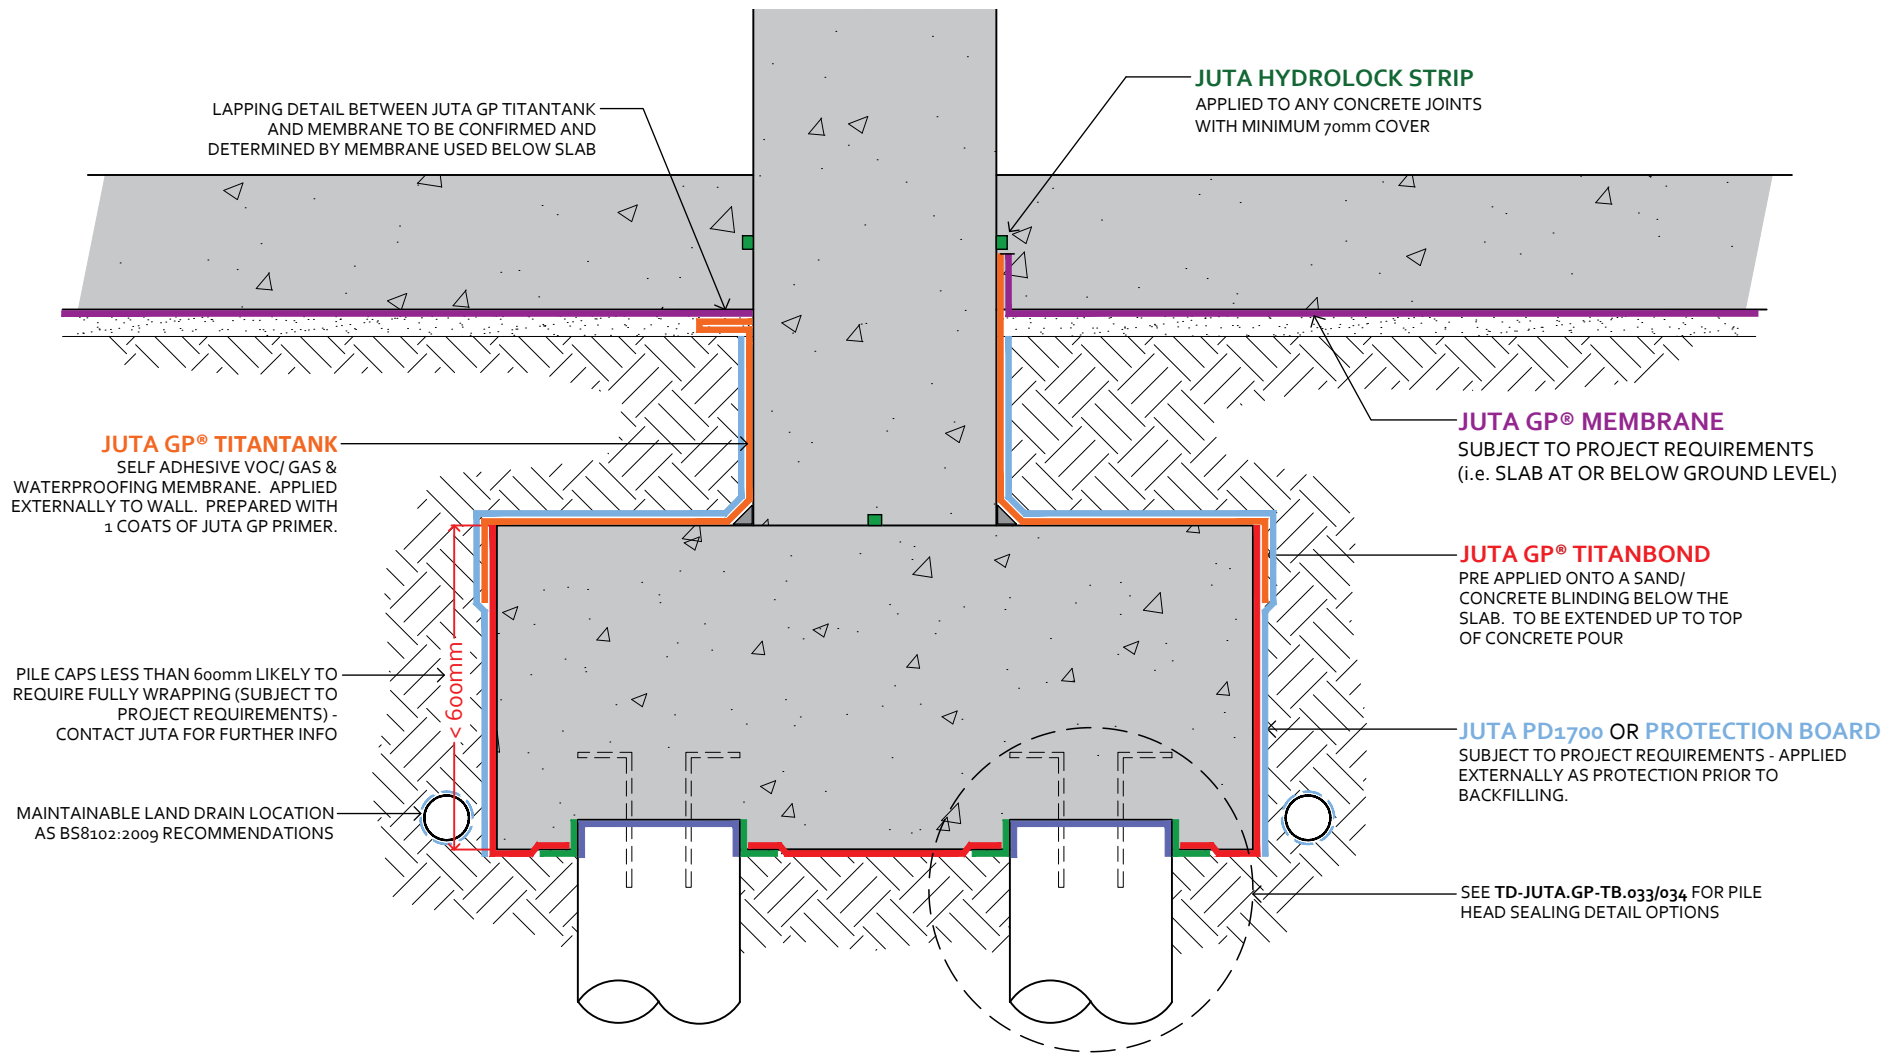 LAPPING DETAIL BETWEEN JUTA GP TITANTANK
AND MEMBRANE TO BE CONFIRMED AND
DETERMINED BY MEMBRANE USED BELOW SLAB
JUTA HYDROLOCK STRIP
APPLIED TO ANY CONCRETE JOINTS
WITH MINIMUM 70mm COVER
JUTA GP® TITANTANK
SELF ADHESIVE VOC/ GAS &
WATERPROOFING MEMBRANE. APPLIED
EXTERNALLY TO WALL. PREPARED WITH
1 COATS OF JUTA GP PRIMER.
JUTA GP® MEMBRANE
SUBJECT TO PROJECT REQUIREMENTS
(i.e. SLAB AT OR BELOW GROUND LEVEL)
JUTA GP® TITANBOND
PRE APPLIED ONTO A SAND/
CONCRETE BLINDING BELOW THE
SLAB. TO BE EXTENDED UP TO TOP
OF CONCRETE POUR
< 600mm
PILE CAPS LESS THAN 600mm LIKELY TO
REQUIRE FULLY WRAPPING (SUBJECT TO
PROJECT REQUIREMENTS) -
CONTACT JUTA FOR FURTHER INFO
JUTA PD1700 OR PROTECTION BOARD
SUBJECT TO PROJECT REQUIREMENTS - APPLIED
EXTERNALLY AS PROTECTION PRIOR TO
BACKFILLING.
MAINTAINABLE LAND DRAIN LOCATION
AS BS8102:2009 RECOMMENDATIONS
SEE TD-JUTA.GP-TB.033/034 FOR PILE
HEAD SEALING DETAIL OPTIONS